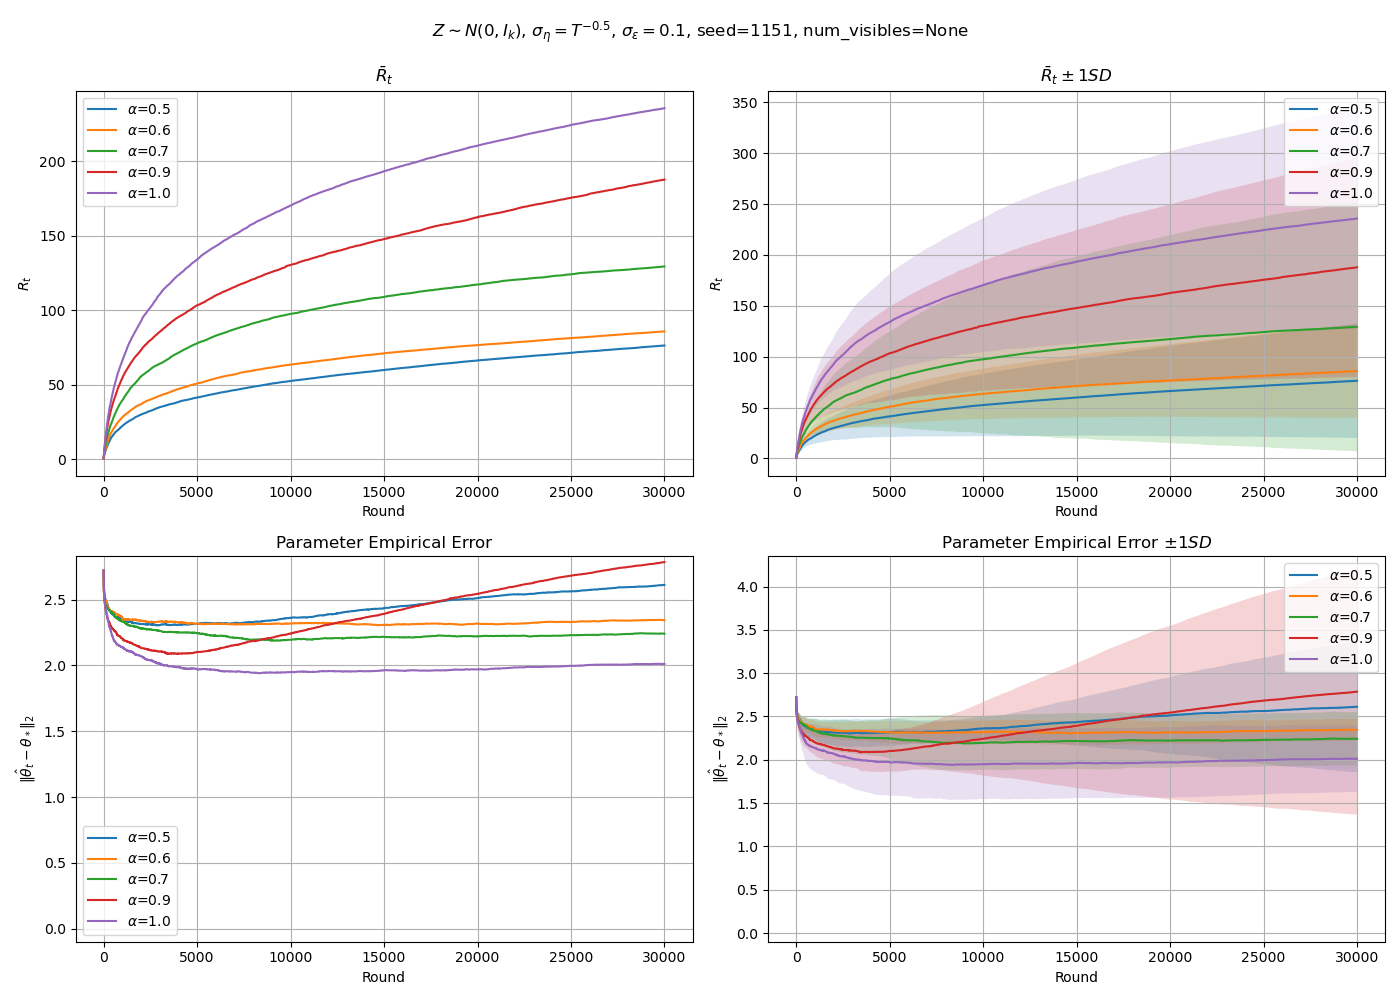 Z ~ N(0, I_k), σ_η = T^{-0.5}, σ_ε = 0.1, seed=1151, num_visibles=None
R̄_t
α=0.5
α=0.6
α=0.7
α=0.9
α=1.0
R_t
200
150
100
50
0
0 5000 10000 15000 20000 25000 30000
Round
R̄_t ± 1SD
α=0.5
α=0.6
α=0.7
α=0.9
α=1.0
R_t
350
300
250
200
150
100
50
0
0 5000 10000 15000 20000 25000 30000
Round
Parameter Empirical Error
‖θ̂_t − θ_*‖_2
2.5
2.0
1.5
1.0
0.5
0.0
α=0.5
α=0.6
α=0.7
α=0.9
α=1.0
0 5000 10000 15000 20000 25000 30000
Round
Parameter Empirical Error ±1SD
α=0.5
α=0.6
α=0.7
α=0.9
α=1.0
‖θ̂_t − θ_*‖_2
4.0
3.5
3.0
2.5
2.0
1.5
1.0
0.5
0.0
0 5000 10000 15000 20000 25000 30000
Round